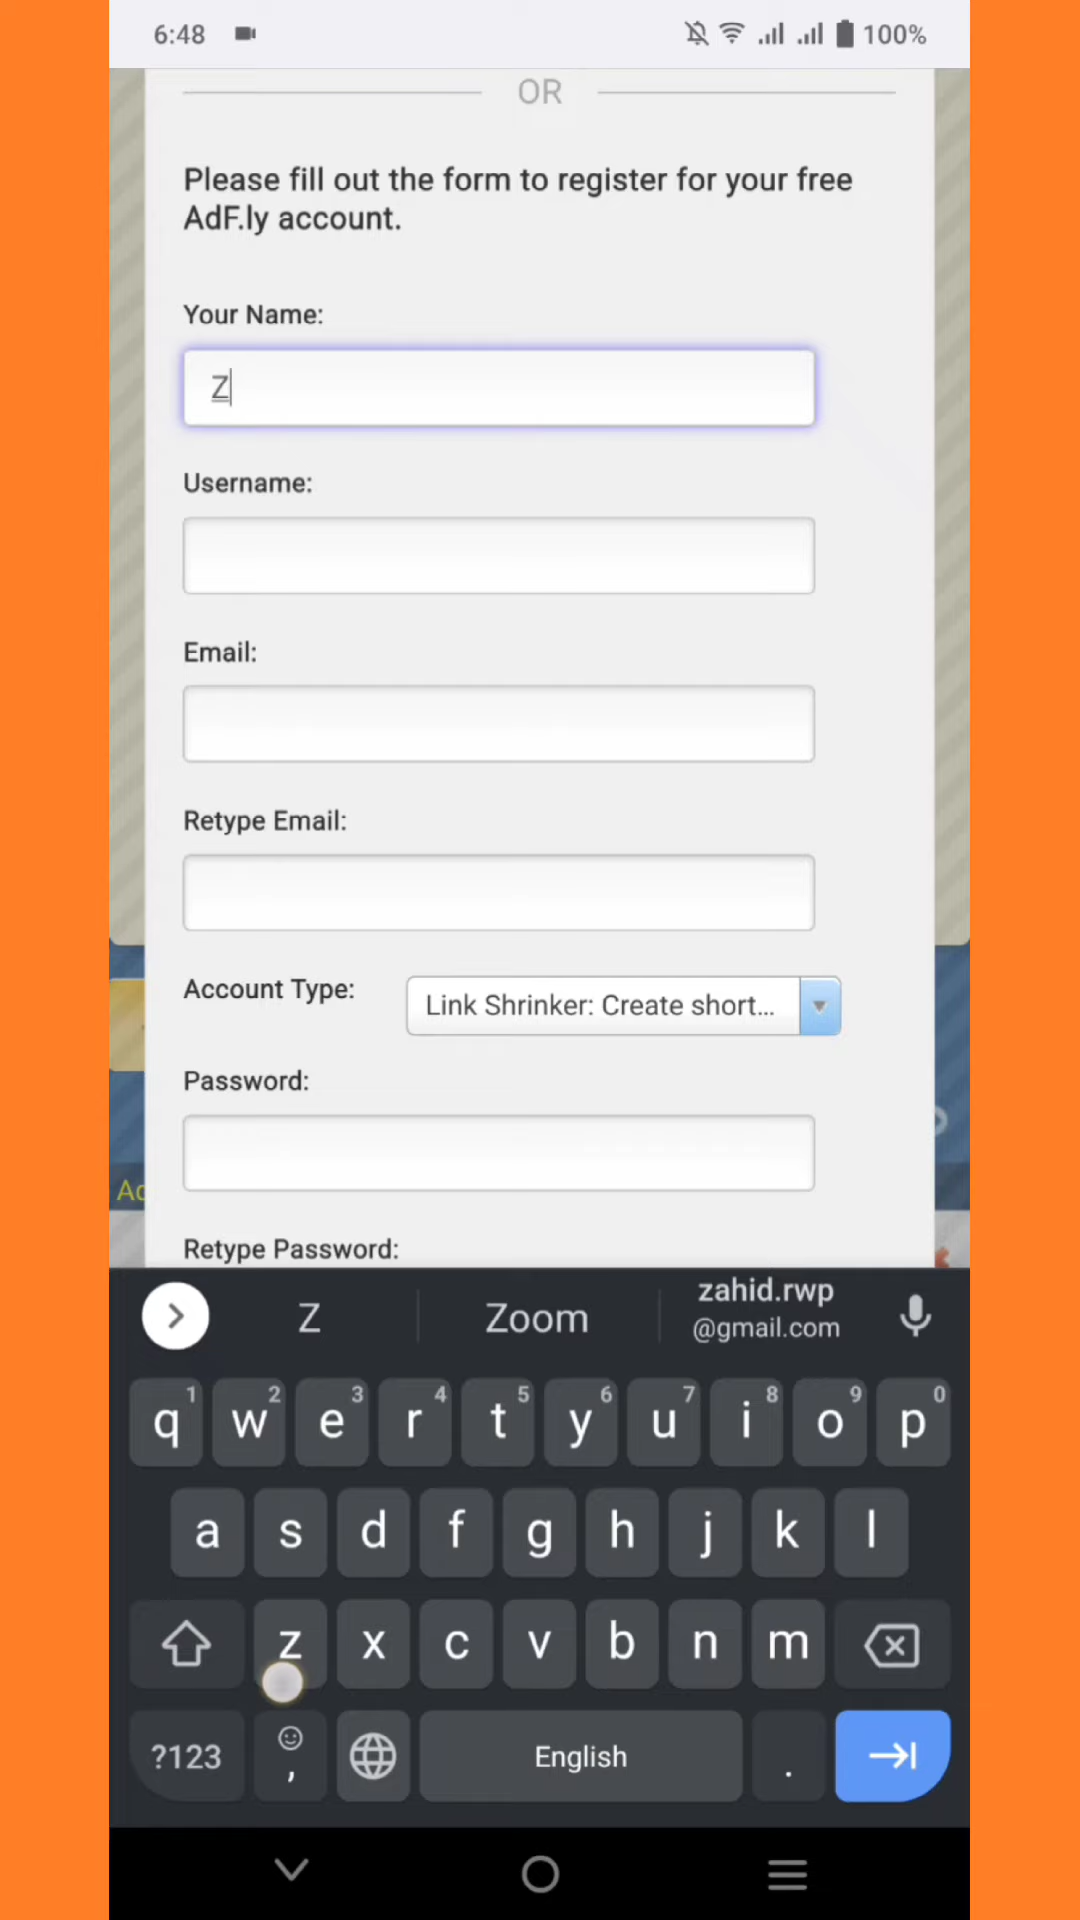 6:48 100%
OR
Please fill out the form to register for your free
AdF.ly account.
Your Name:
Z
Username:
Email:
Retype Email:
Account Type: Link Shrinker: Create short...
Password:
Ad
Retype Password:
Z Zoom zahid.rwp
@gmail.com
1 2 3 4 5 6 7 8 9 0
q w e r t y u i o p
a s d f g h j k l
z x c v b n m
?123 , English .